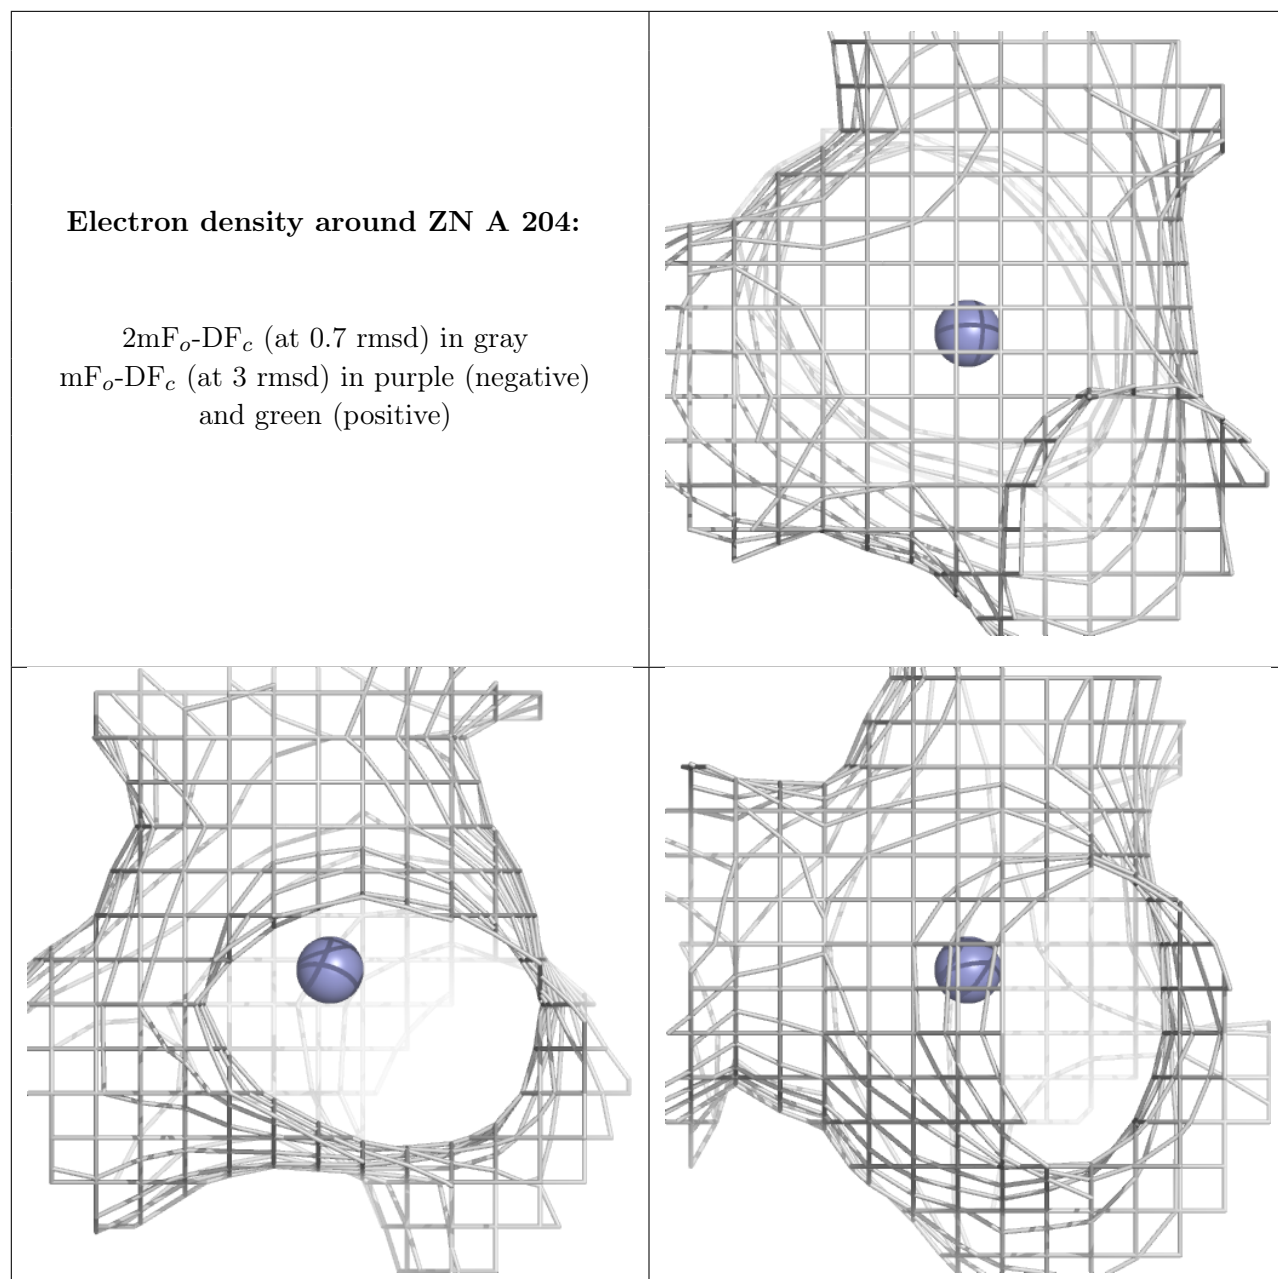 Electron density around ZN A 204:
2mFo-DFc (at 0.7 rmsd) in gray
mFo-DFc (at 3 rmsd) in purple (negative)
and green (positive)